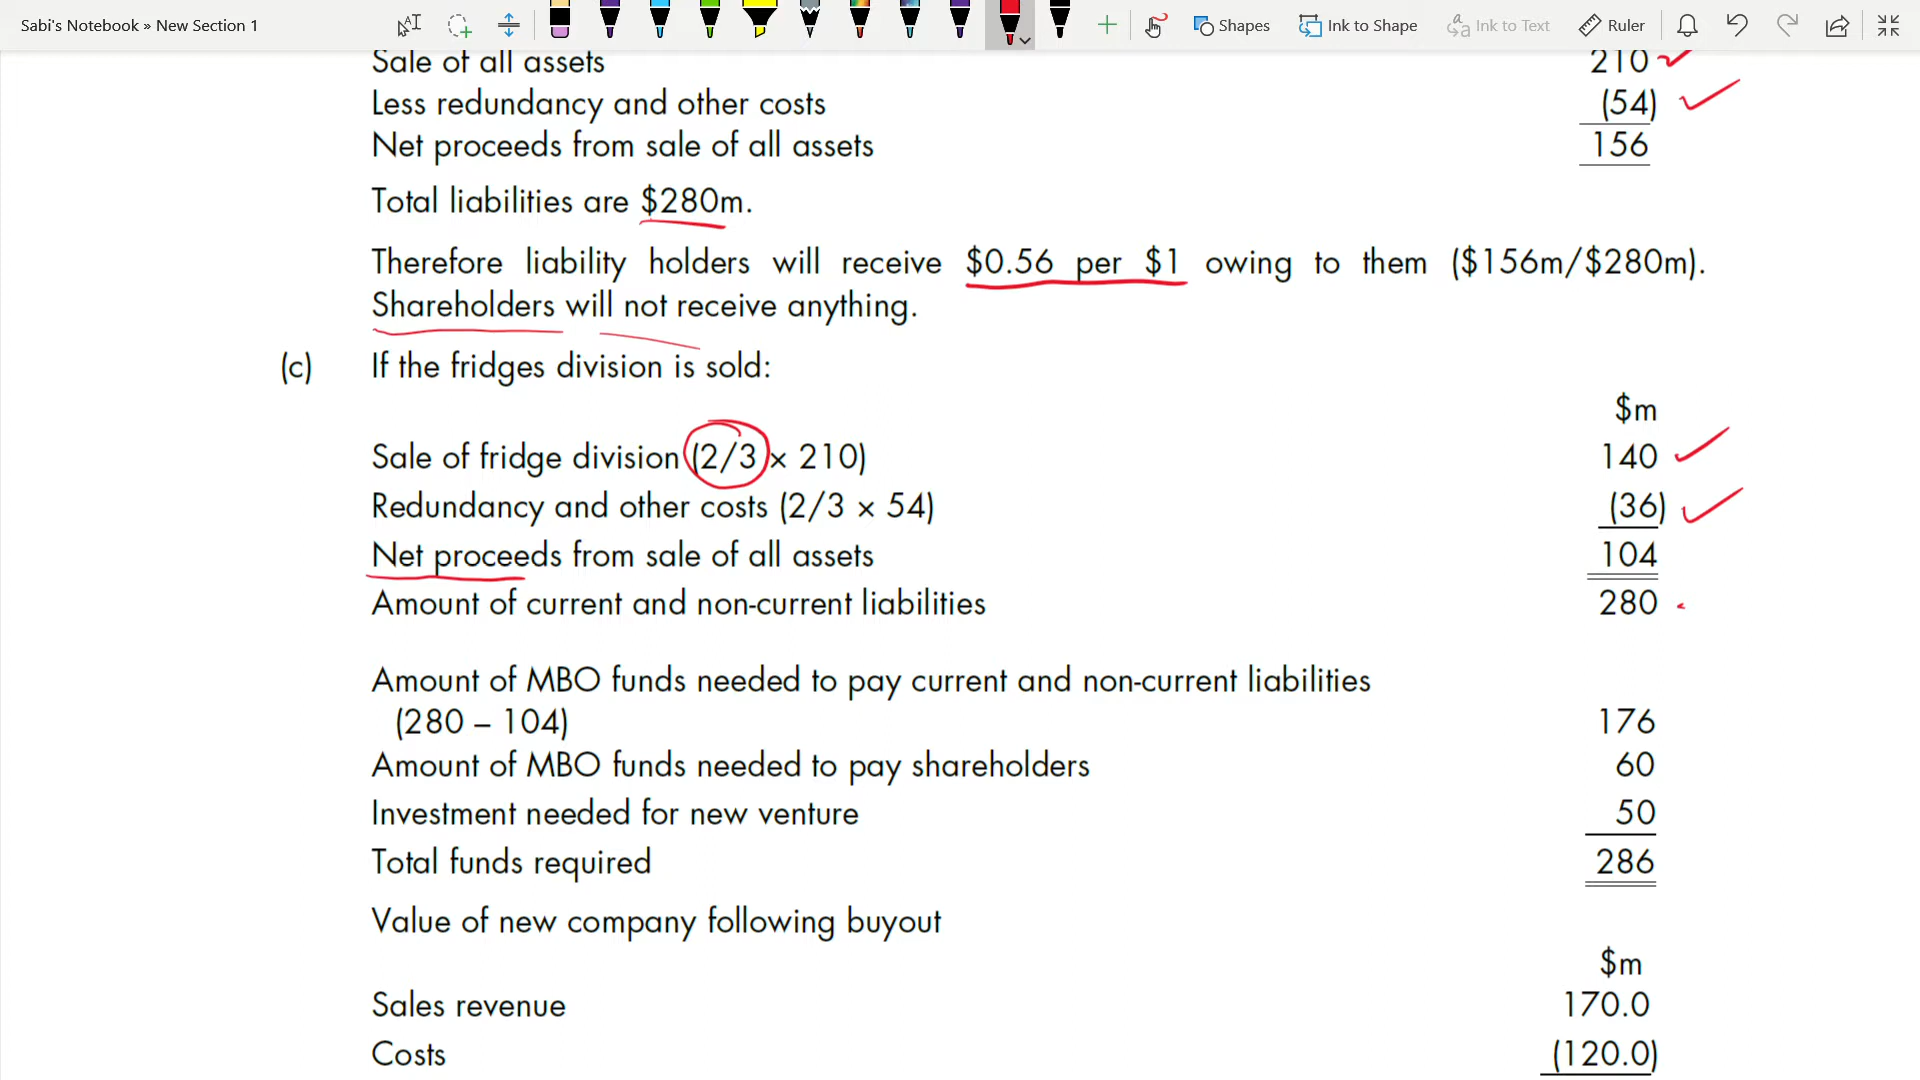 Sabi's Notebook » New Section 1
Shapes
Ink to Shape
Ink to Text
Ruler
Sale of all assets 210
Less redundancy and other costs (54)
Net proceeds from sale of all assets 156
Total liabilities are $280m.
Therefore liability holders will receive $0.56 per $1 owing to them ($156m/$280m).
Shareholders will not receive anything.
(c) If the fridges division is sold:
$m
Sale of fridge division (2/3 × 210) 140
Redundancy and other costs (2/3 × 54) (36)
Net proceeds from sale of all assets 104
Amount of current and non-current liabilities 280
Amount of MBO funds needed to pay current and non-current liabilities
(280 – 104) 176
Amount of MBO funds needed to pay shareholders 60
Investment needed for new venture 50
Total funds required 286
Value of new company following buyout
$m
Sales revenue 170.0
Costs (120.0)